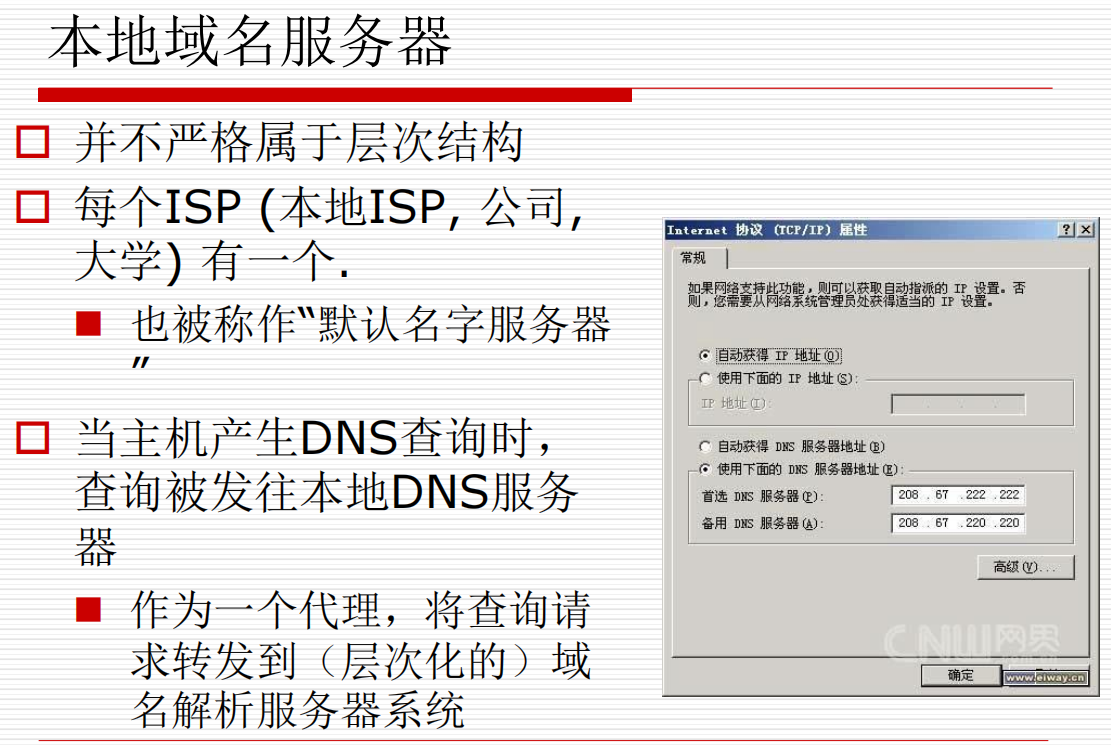 本地域名服务器
并不严格属于层次结构
每个ISP (本地ISP, 公司,
大学) 有一个.
也被称作“默认名字服务器
”
当主机产生DNS查询时，
查询被发往本地DNS服务
器
作为一个代理，将查询请
求转发到（层次化的）域
名解析服务器系统
Internet 协议 (TCP/IP) 属性
常规
如果网络支持此功能，则可以获取自动指派的 IP 设置。否
则，您需要从网络系统管理员处获得适当的 IP 设置。
自动获得 IP 地址(O)
使用下面的 IP 地址(S):
IP 地址(I):
自动获得 DNS 服务器地址(B)
使用下面的 DNS 服务器地址(E):
首选 DNS 服务器(P): 208 . 67 .222 .222
备用 DNS 服务器(A): 208 . 67 .220 .220
高级(V)...
CNW网界
确定
www.eiway.cn